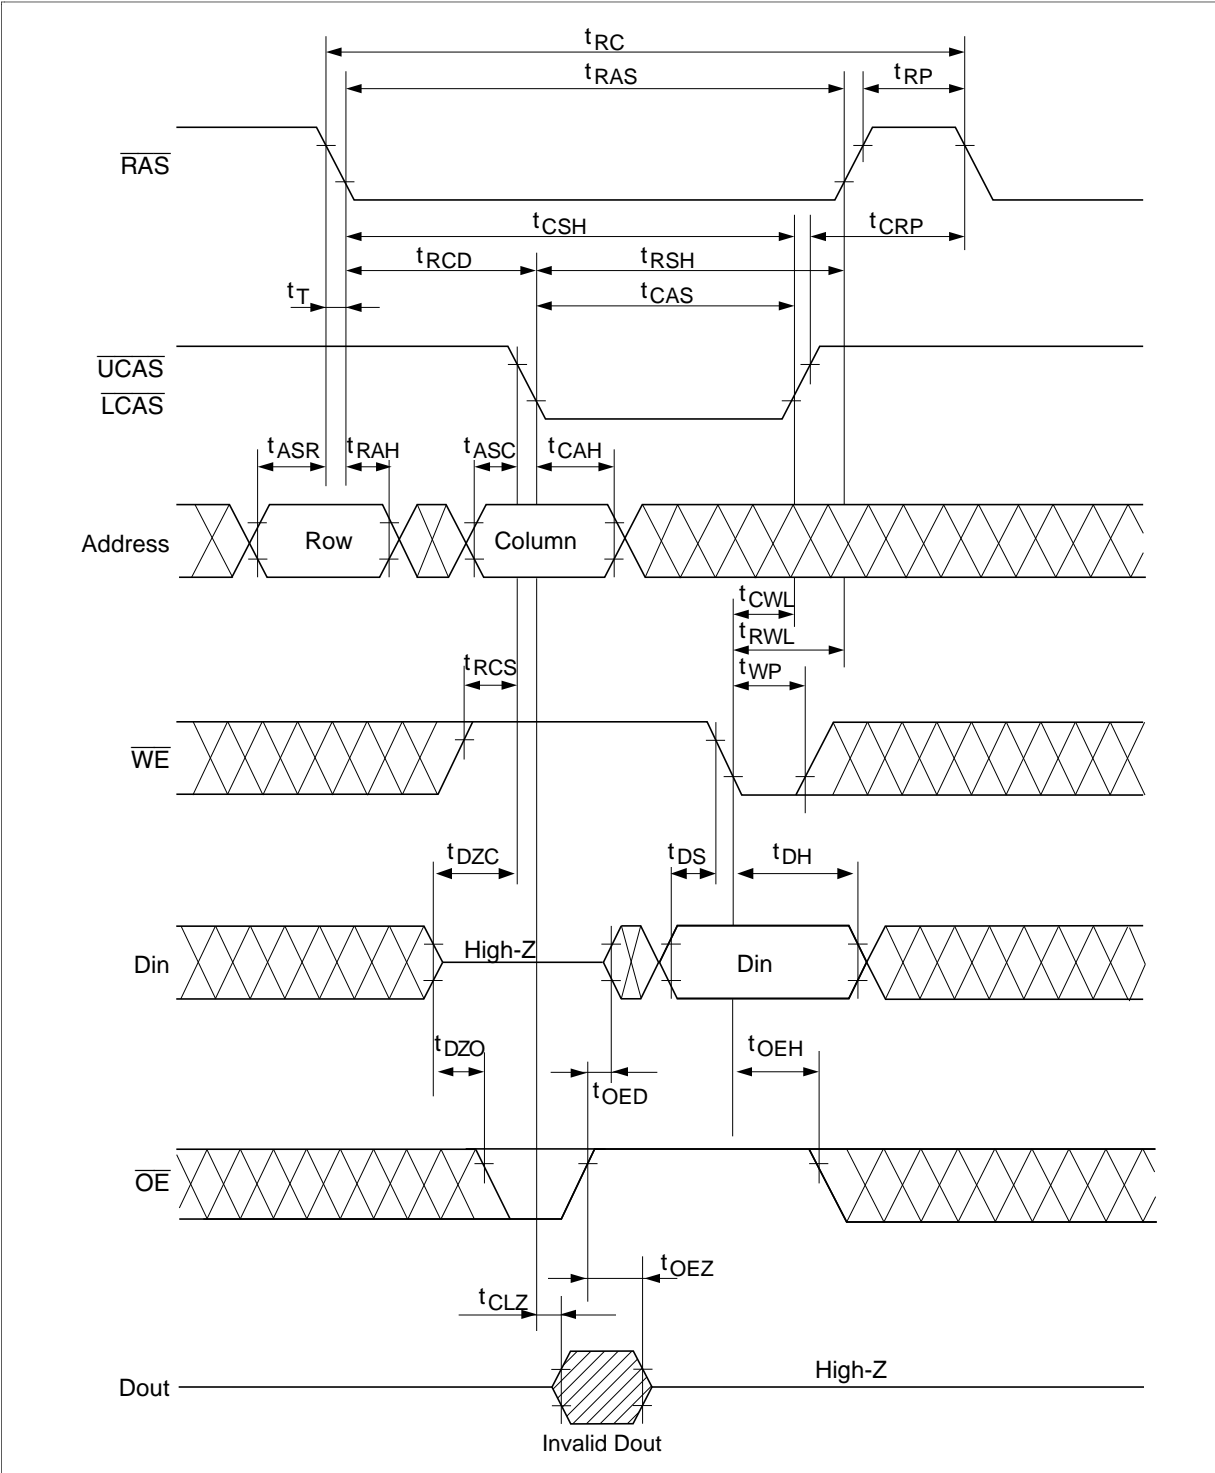 tRC
tRAS
tRP
RAS
tCSH
tCRP
tRCD
tRSH
tT
tCAS
UCAS
LCAS
tASR
tRAH
tASC
tCAH
Address
Row
Column
tCWL
tRWL
tRCS
tWP
WE
tDZC
tDS
tDH
Din
High-Z
Din
tDZO
tOED
tOEH
OE
tOEZ
tCLZ
Dout
High-Z
Invalid Dout